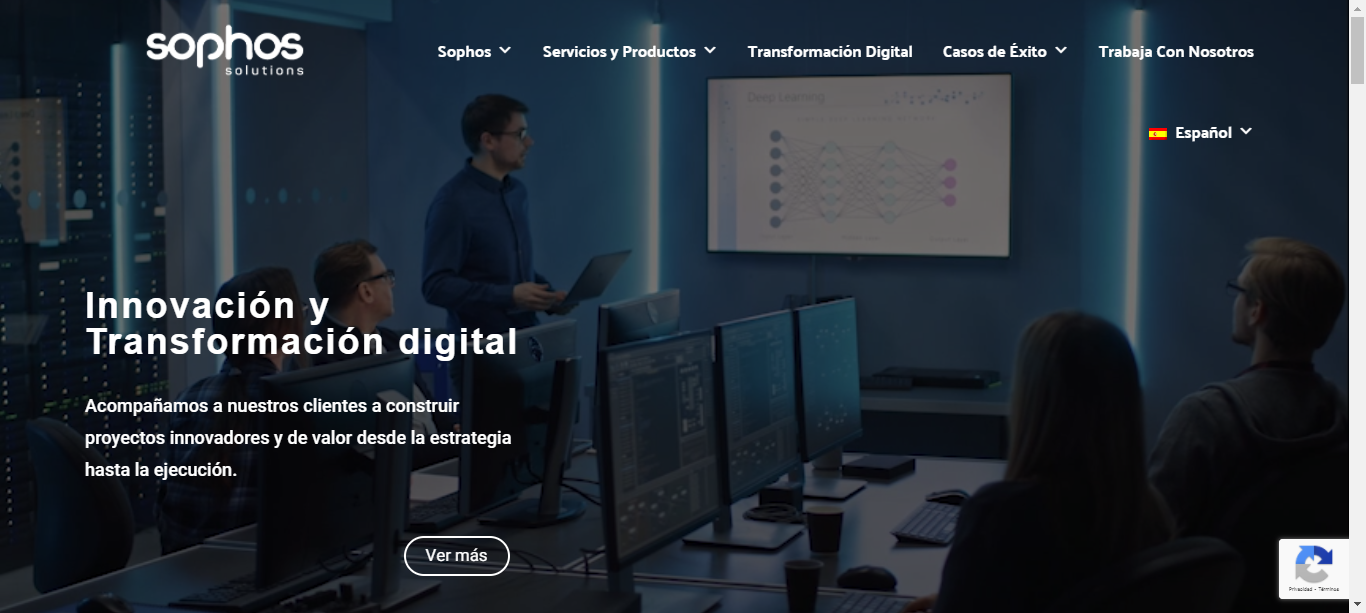 sophos
solutions
Sophos
Servicios y Productos
Transformación Digital
Casos de Éxito
Trabaja Con Nosotros
Español
Deep Learning
Innovación y
Transformación digital
Acompañamos a nuestros clientes a construir
proyectos innovadores y de valor desde la estrategia
hasta la ejecución.
Ver más
Privacidad - Términos